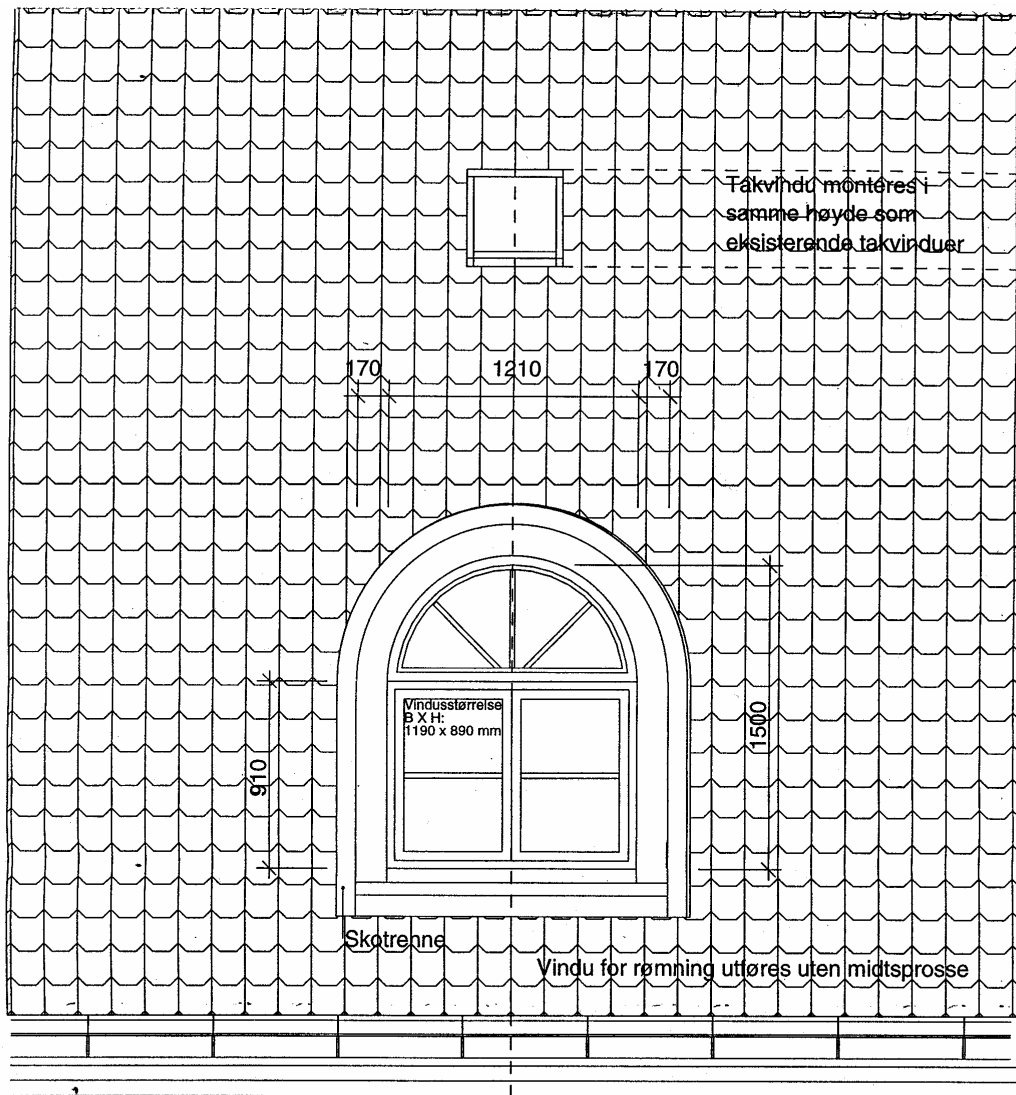 Takvindu monteres i
samme høyde som
eksisterende takvinduer
170
1210
170
Vindusstørrelse
B X H:
1190 x 890 mm
910
1500
Skotrenne
Vindu for rømning utføres uten midtsprosse